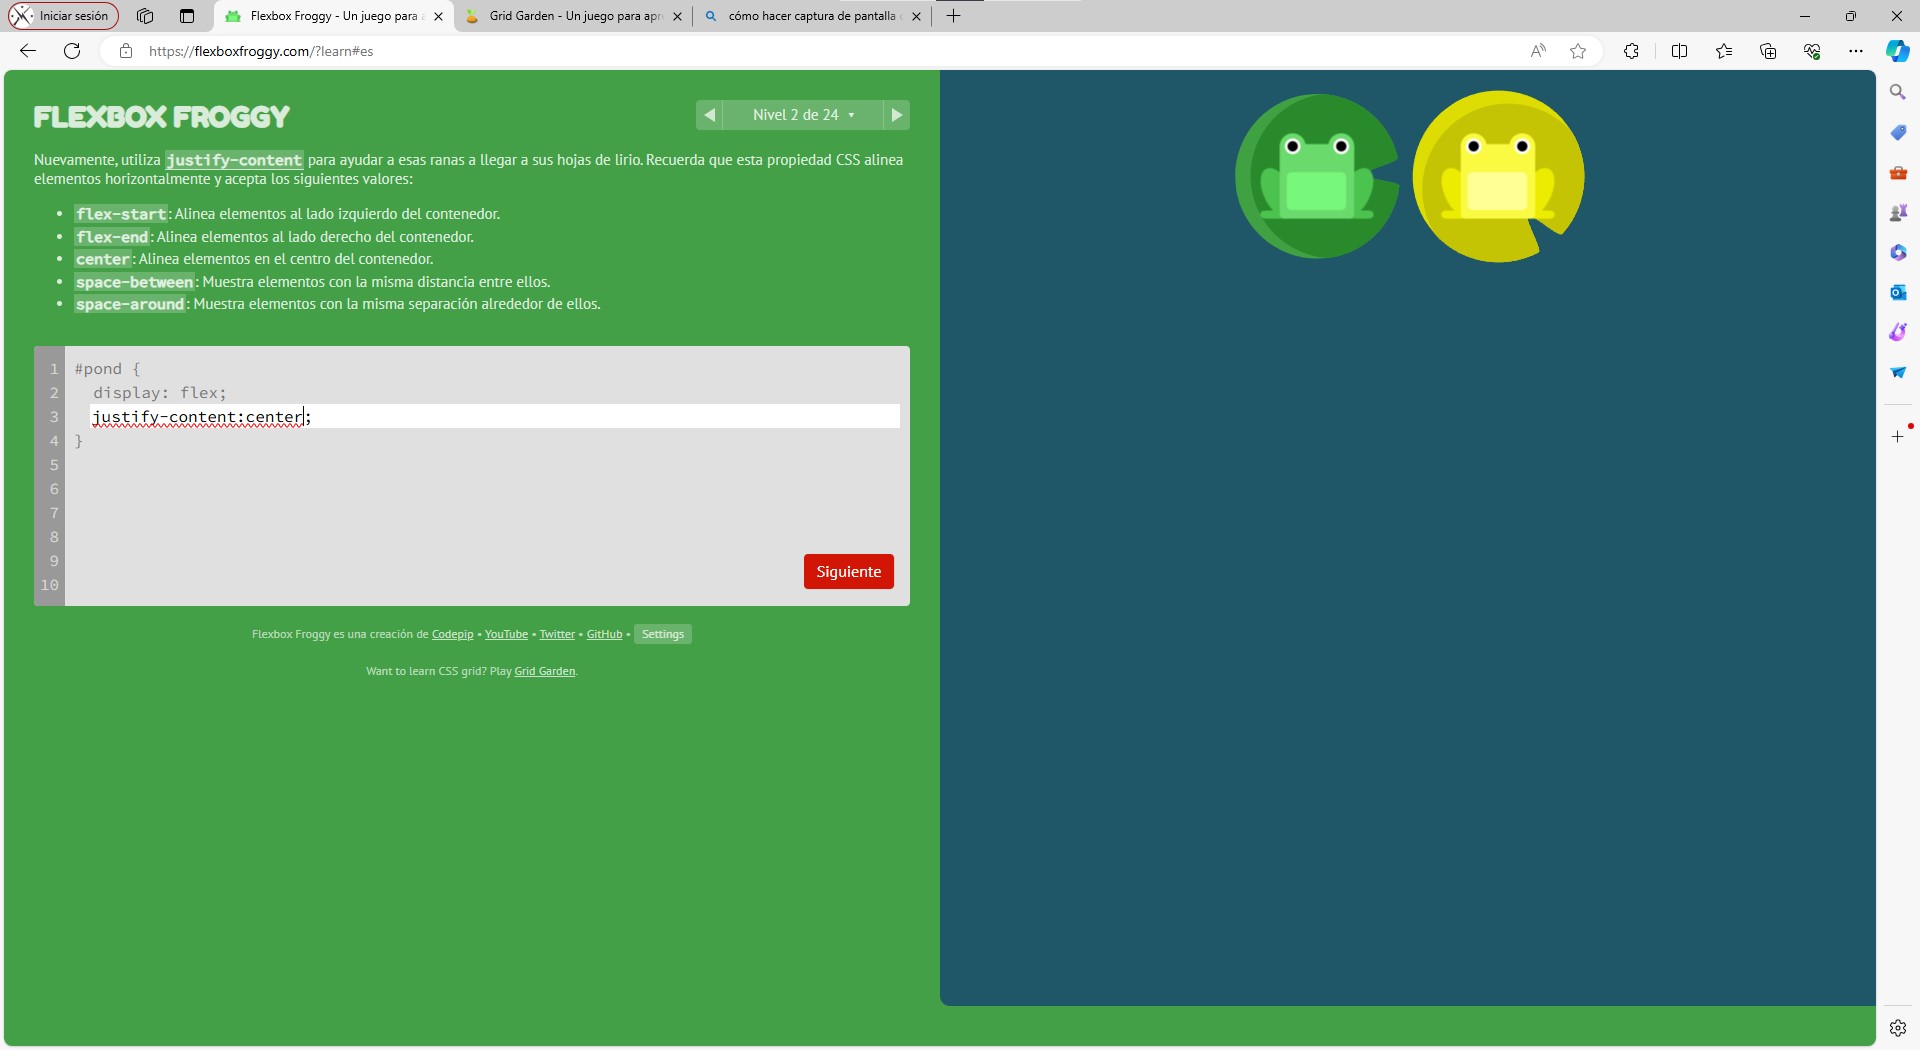 Iniciar sesión
Flexbox Froggy - Un juego para a
Grid Garden - Un juego para apr
cómo hacer captura de pantalla
https://flexboxfroggy.com/?learn#es
FLEXBOX FROGGY
Nivel 2 de 24
Nuevamente, utiliza justify-content para ayudar a esas ranas a llegar a sus hojas de lirio. Recuerda que esta propiedad CSS alinea
elementos horizontalmente y acepta los siguientes valores:
• flex-start: Alinea elementos al lado izquierdo del contenedor.
• flex-end: Alinea elementos al lado derecho del contenedor.
• center: Alinea elementos en el centro del contenedor.
• space-between: Muestra elementos con la misma distancia entre ellos.
• space-around: Muestra elementos con la misma separación alrededor de ellos.
1 #pond {
2 display: flex;
3 justify-content:center;
4 }
5
6
7
8
9
10
Siguiente
Flexbox Froggy es una creación de Codepip • YouTube • Twitter • GitHub • Settings
Want to learn CSS grid? Play Grid Garden.